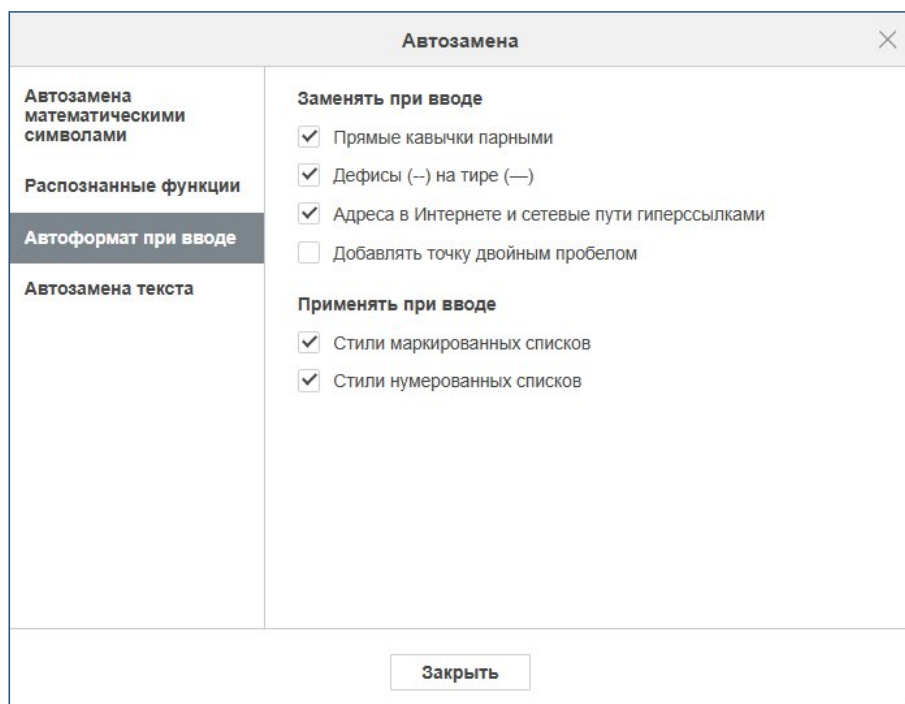 Автозамена
Автозамена
математическими
символами
Распознанные функции
Автоформат при вводе
Автозамена текста
Заменять при вводе
Прямые кавычки парными
Дефисы (--) на тире (—)
Адреса в Интернете и сетевые пути гиперссылками
Добавлять точку двойным пробелом
Применять при вводе
Стили маркированных списков
Стили нумерованных списков
Закрыть